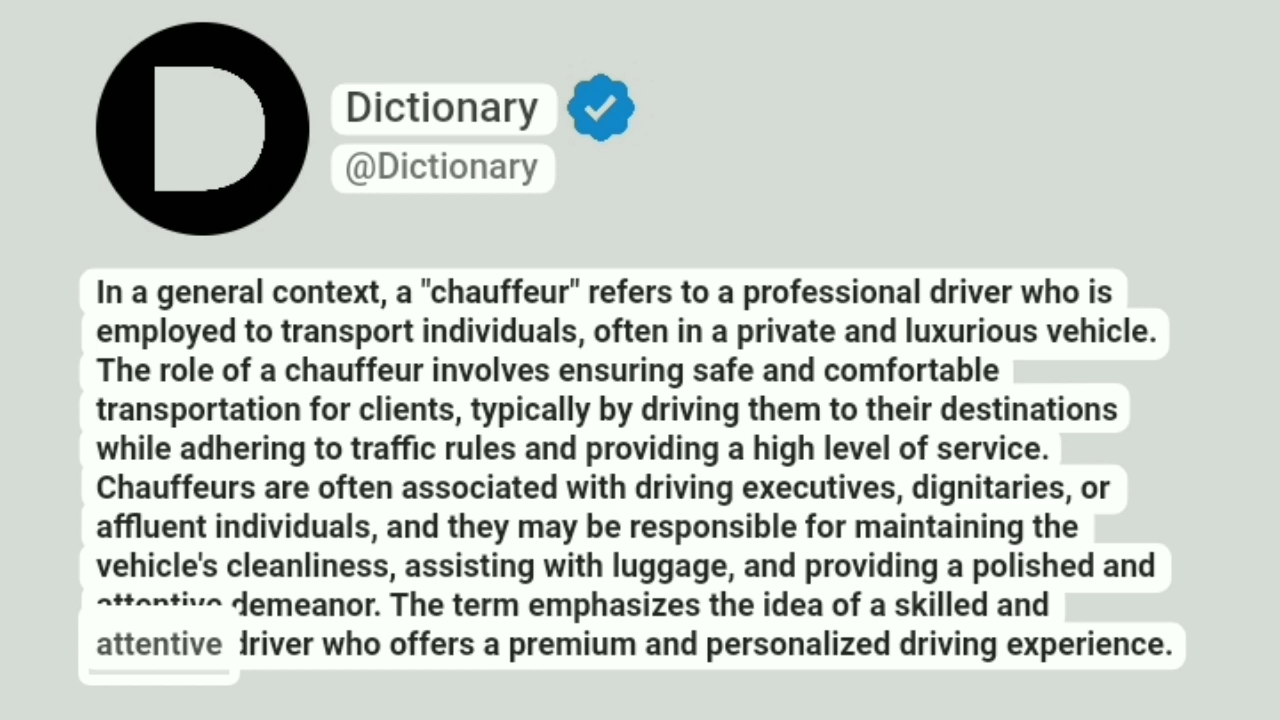 D
Dictionary
@Dictionary
In a general context, a "chauffeur" refers to a professional driver who is
employed to transport individuals, often in a private and luxurious vehicle.
The role of a chauffeur involves ensuring safe and comfortable
transportation for clients, typically by driving them to their destinations
while adhering to traffic rules and providing a high level of service.
Chauffeurs are often associated with driving executives, dignitaries, or
affluent individuals, and they may be responsible for maintaining the
vehicle's cleanliness, assisting with luggage, and providing a polished and
attentive demeanor. The term emphasizes the idea of a skilled and
attentive driver who offers a premium and personalized driving experience.